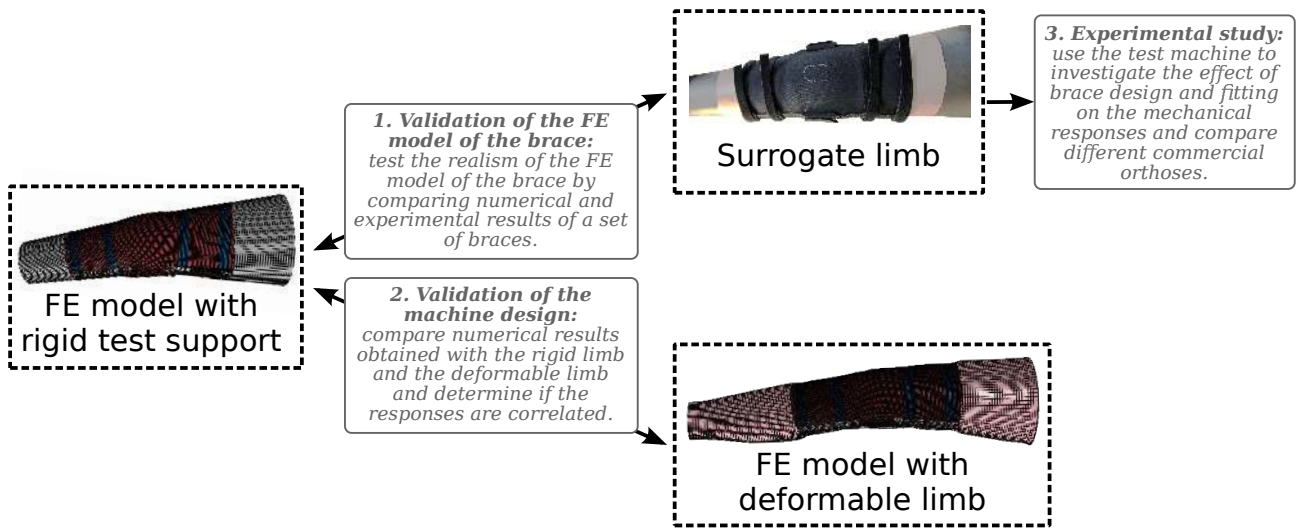 FE model with
rigid test support
1. Validation of the FE
model of the brace:
test the realism of the FE
model of the brace by
comparing numerical and
experimental results of a set
of braces.
2. Validation of the
machine design:
compare numerical results
obtained with the rigid limb
and the deformable limb
and determine if the
responses are correlated.
Surrogate limb
FE model with
deformable limb
3. Experimental study:
use the test machine to
investigate the effect of
brace design and fitting
on the mechanical
responses and compare
different commercial
orthoses.